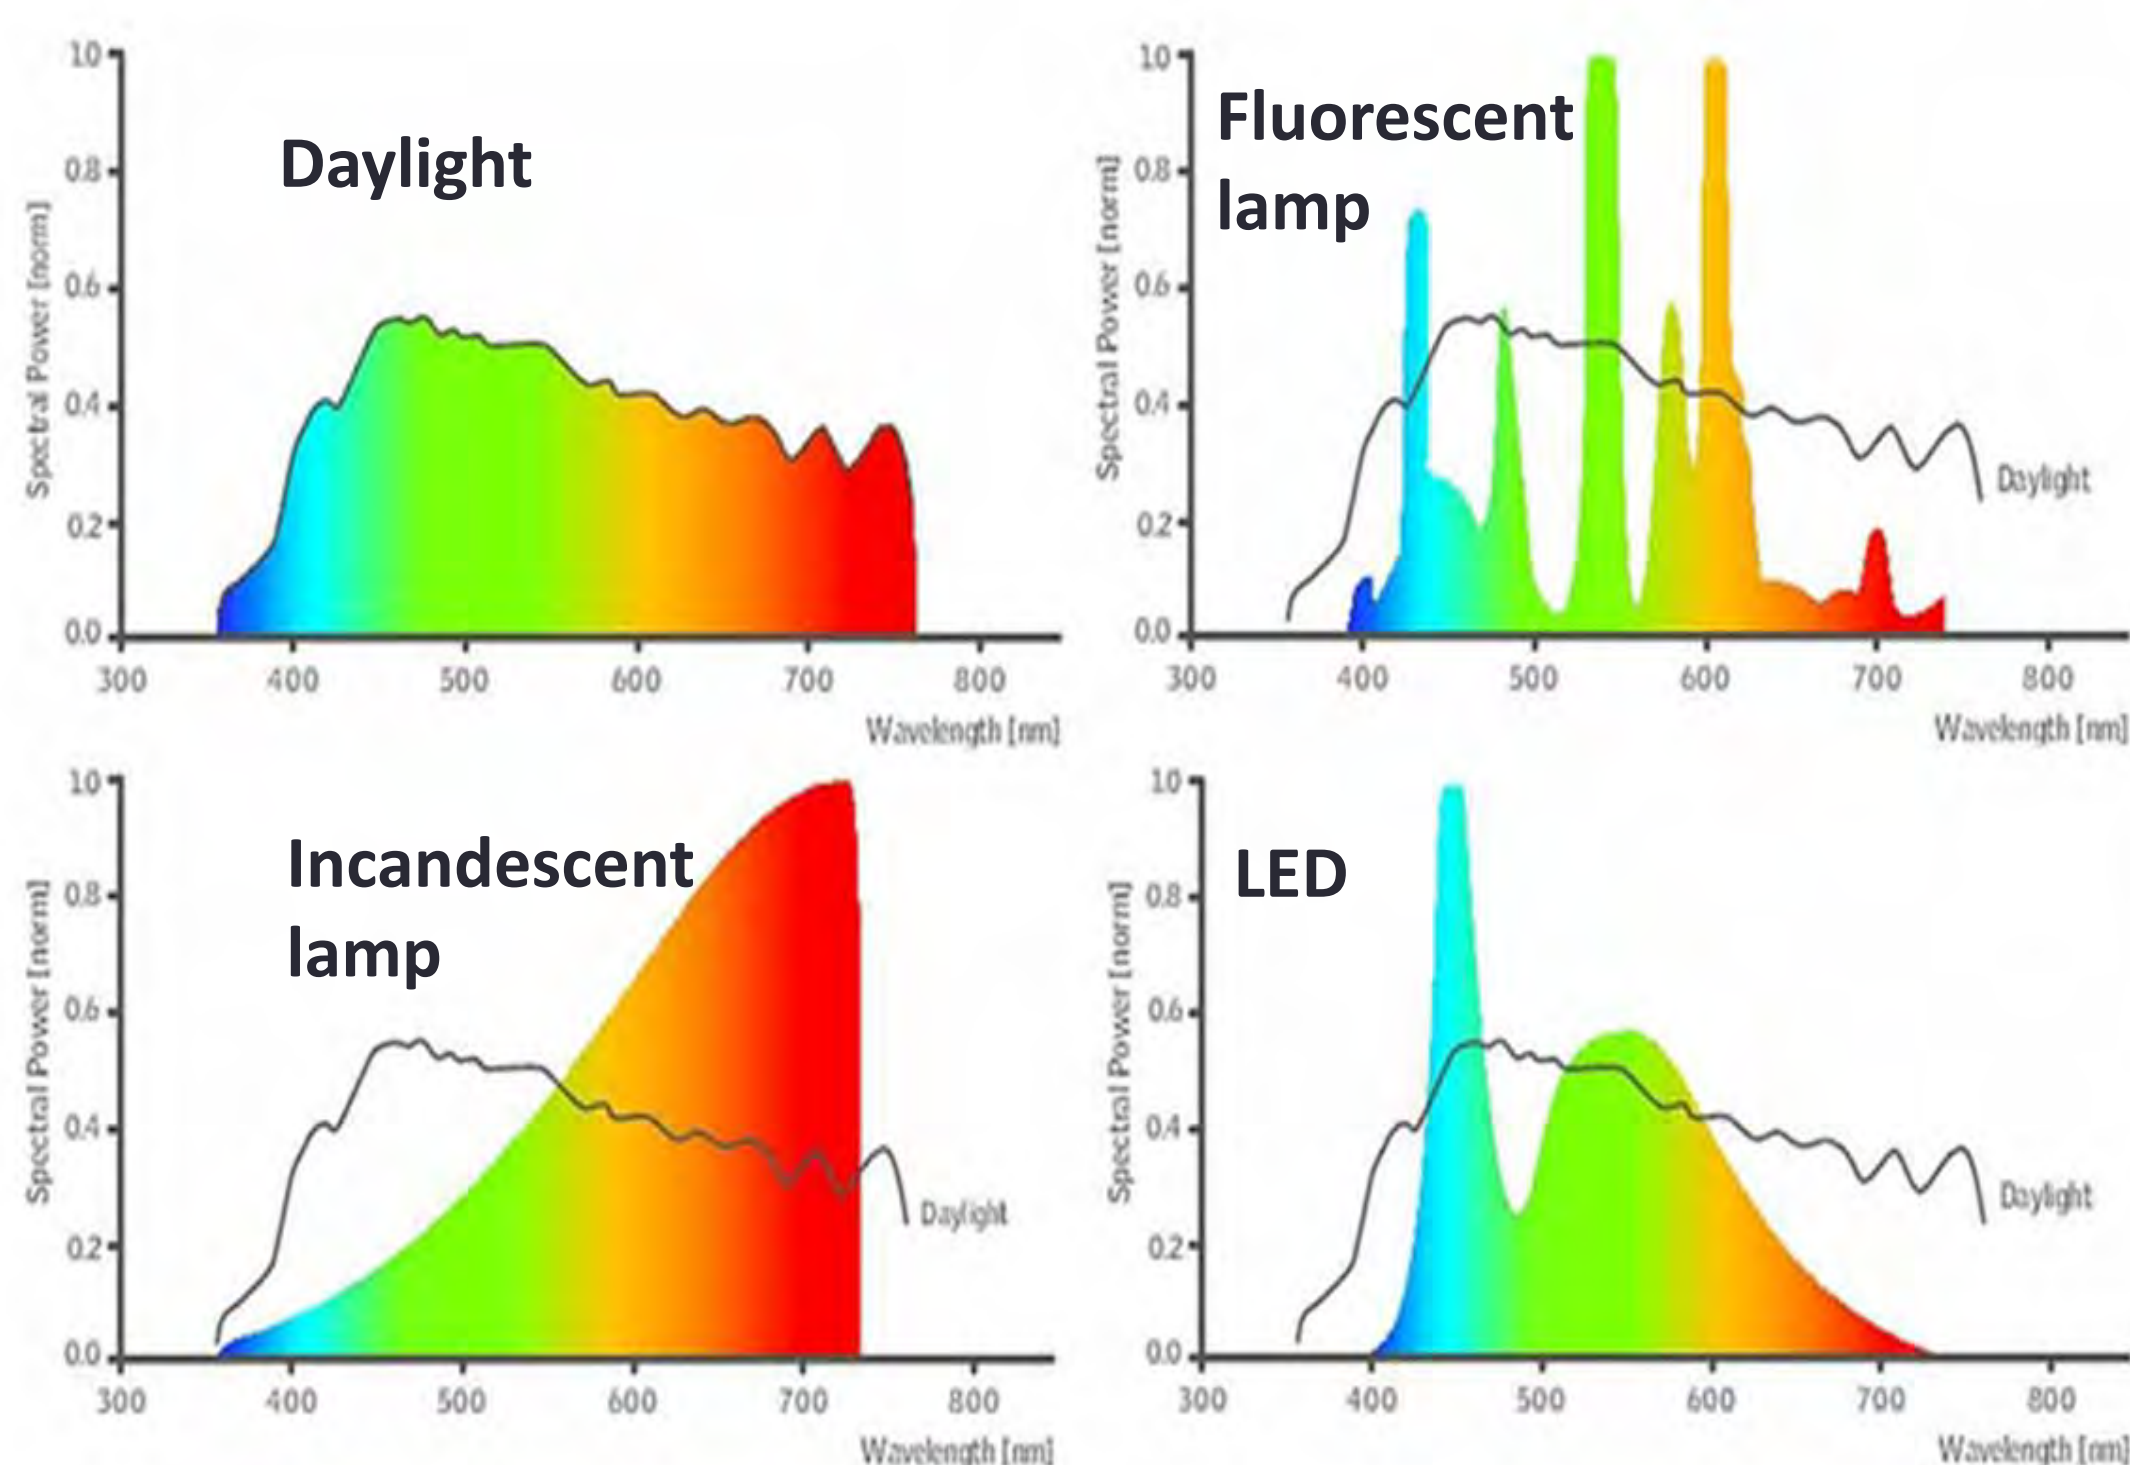 Daylight
Spectral Power [norm]
1.0
0.8
0.6
0.4
0.2
0.0
300 400 500 600 700 800
Wavelength [nm]
Fluorescent
lamp
Spectral Power [norm]
1.0
0.8
0.6
0.4
0.2
0.0
Daylight
300 400 500 600 700 800
Wavelength [nm]
Incandescent
lamp
Spectral Power [norm]
1.0
0.8
0.6
0.4
0.2
0.0
Daylight
300 400 500 600 700 800
Wavelength [nm]
LED
Spectral Power [norm]
1.0
0.8
0.6
0.4
0.2
0.0
Daylight
300 400 500 600 700 800
Wavelength [nm]